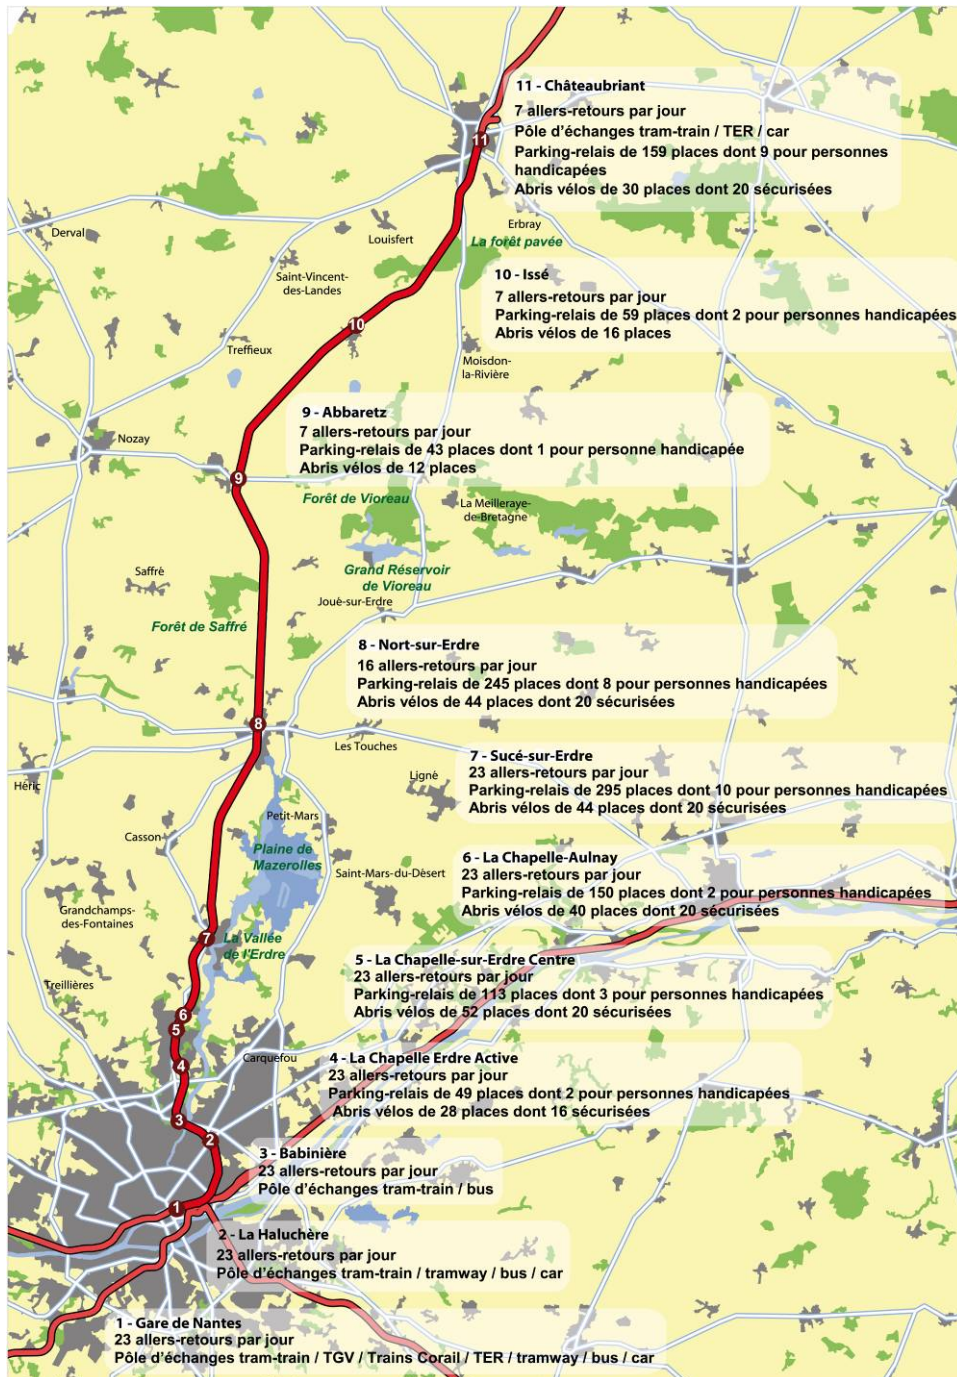 11 - Châteaubriant
7 allers-retours par jour
Pôle d'échanges tram-train / TER / car
Parking-relais de 159 places dont 9 pour personnes
handicapées
Abris vélos de 30 places dont 20 sécurisées
11
Derval
Louisfert
Erbray
La forêt pavée
Saint-Vincent-
des-Landes
10 - Issé
7 allers-retours par jour
Parking-relais de 59 places dont 2 pour personnes handicapées
Abris vélos de 16 places
10
Treffieux
Moisdon-
la-Rivière
9 - Abbaretz
7 allers-retours par jour
Parking-relais de 43 places dont 1 pour personne handicapée
Abris vélos de 12 places
Nozay
9
Forêt de Vioreau
La Meilleraye-
de-Bretagne
Saffrè
Grand Réservoir
de Vioreau
Jouè-sur-Erdre
Forêt de Saffré
8 - Nort-sur-Erdre
16 allers-retours par jour
Parking-relais de 245 places dont 8 pour personnes handicapées
Abris vélos de 44 places dont 20 sécurisées
8
Les Touches
7 - Sucé-sur-Erdre
23 allers-retours par jour
Parking-relais de 295 places dont 10 pour personnes handicapées
Abris vélos de 44 places dont 20 sécurisées
Hèric
Lignè
Petit-Mars
Casson
Plaine de
Mazerolles
Saint-Mars-du-Dèsert
6 - La Chapelle-Aulnay
23 allers-retours par jour
Parking-relais de 150 places dont 2 pour personnes handicapées
Abris vélos de 40 places dont 20 sécurisées
Grandchamps-
des-Fontaines
7
La Vallée
de l'Erdre
5 - La Chapelle-sur-Erdre Centre
23 allers-retours par jour
Parking-relais de 113 places dont 3 pour personnes handicapées
Abris vélos de 52 places dont 20 sécurisées
Treillières
6
5
4
Carquefou
4 - La Chapelle Erdre Active
23 allers-retours par jour
Parking-relais de 49 places dont 2 pour personnes handicapées
Abris vélos de 28 places dont 16 sécurisées
3
2
3 - Babinière
23 allers-retours par jour
Pôle d'échanges tram-train / bus
1
2 - La Haluchère
23 allers-retours par jour
Pôle d'échanges tram-train / tramway / bus / car
1 - Gare de Nantes
23 allers-retours par jour
Pôle d'échanges tram-train / TGV / Trains Corail / TER / tramway / bus / car